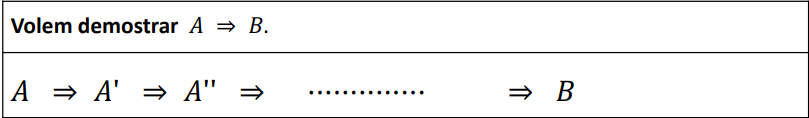 Volem demostrar A ⇒ B.
A ⇒ A' ⇒ A'' ⇒ .............. ⇒ B